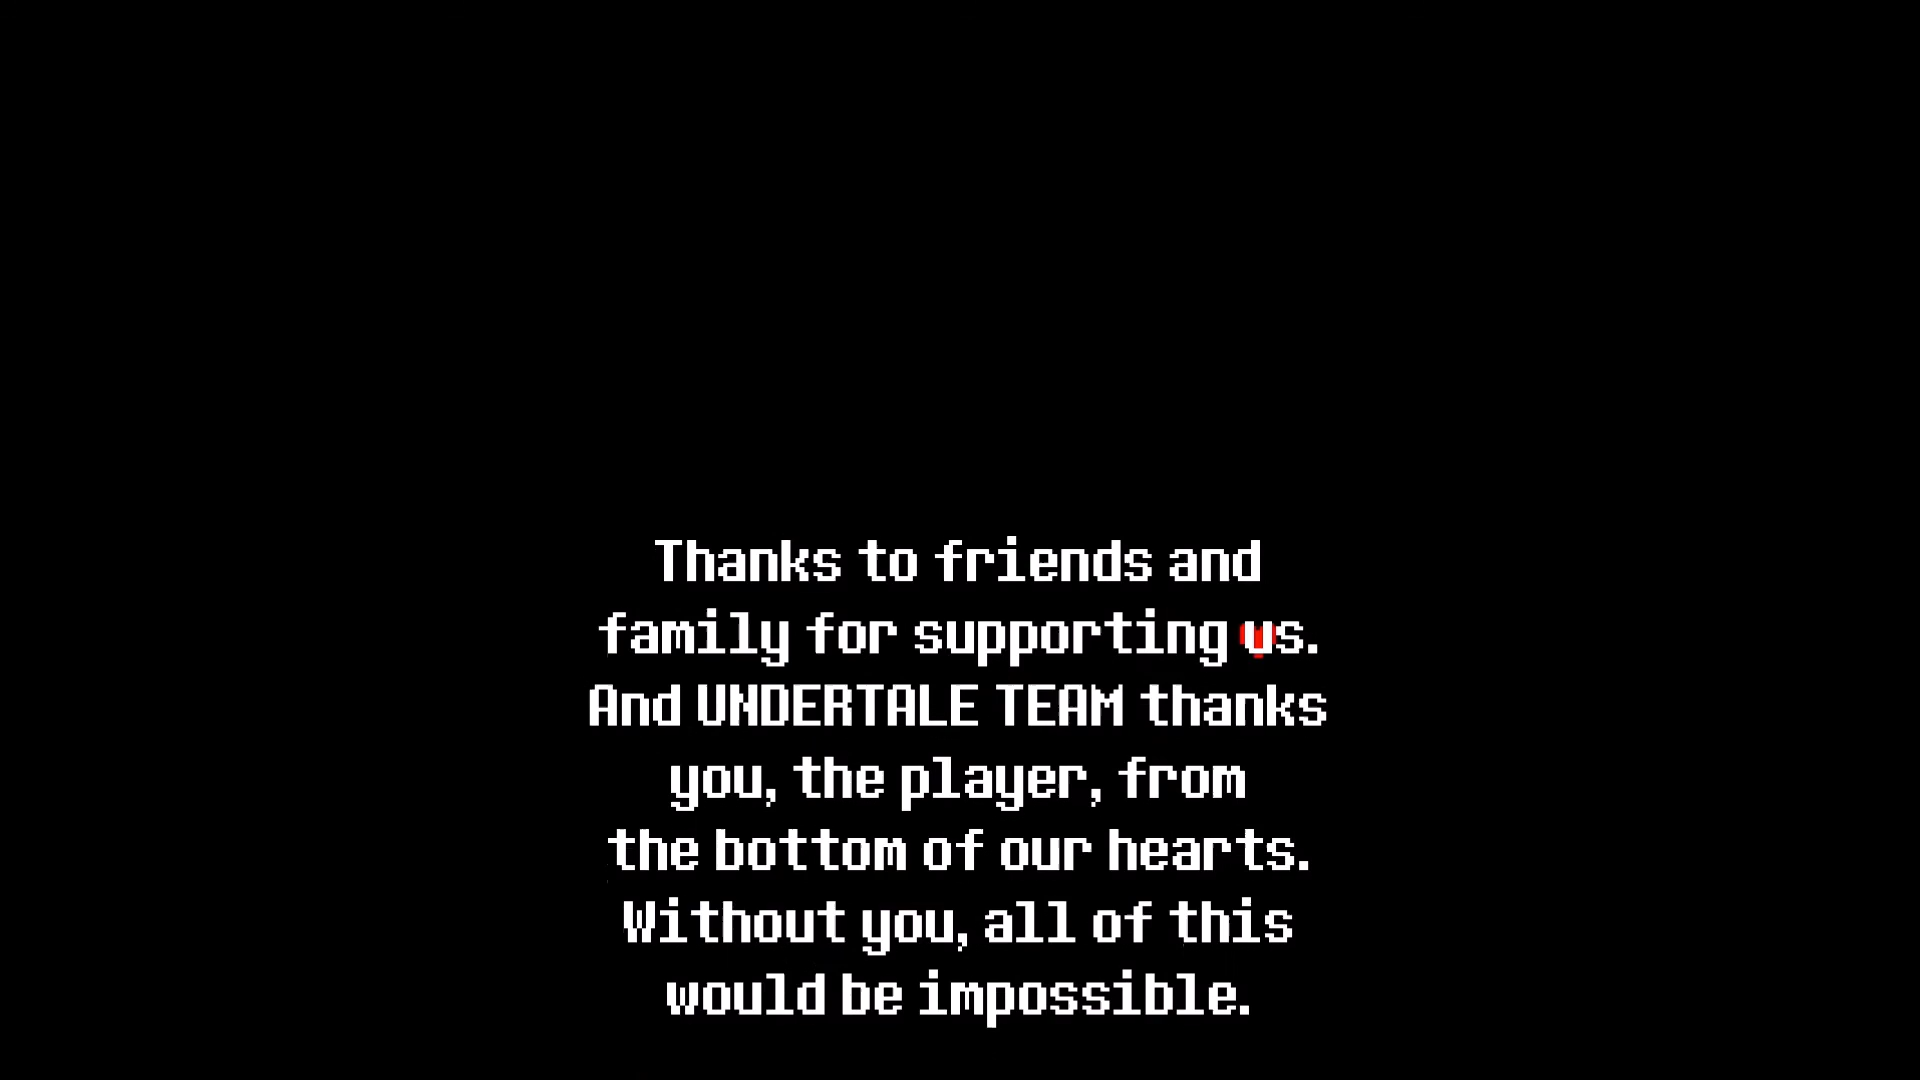 Thanks to friends and
family for supporting us.
And UNDERTALE TEAM thanks
you, the player, from
the bottom of our hearts.
Without you, all of this
would be impossible.